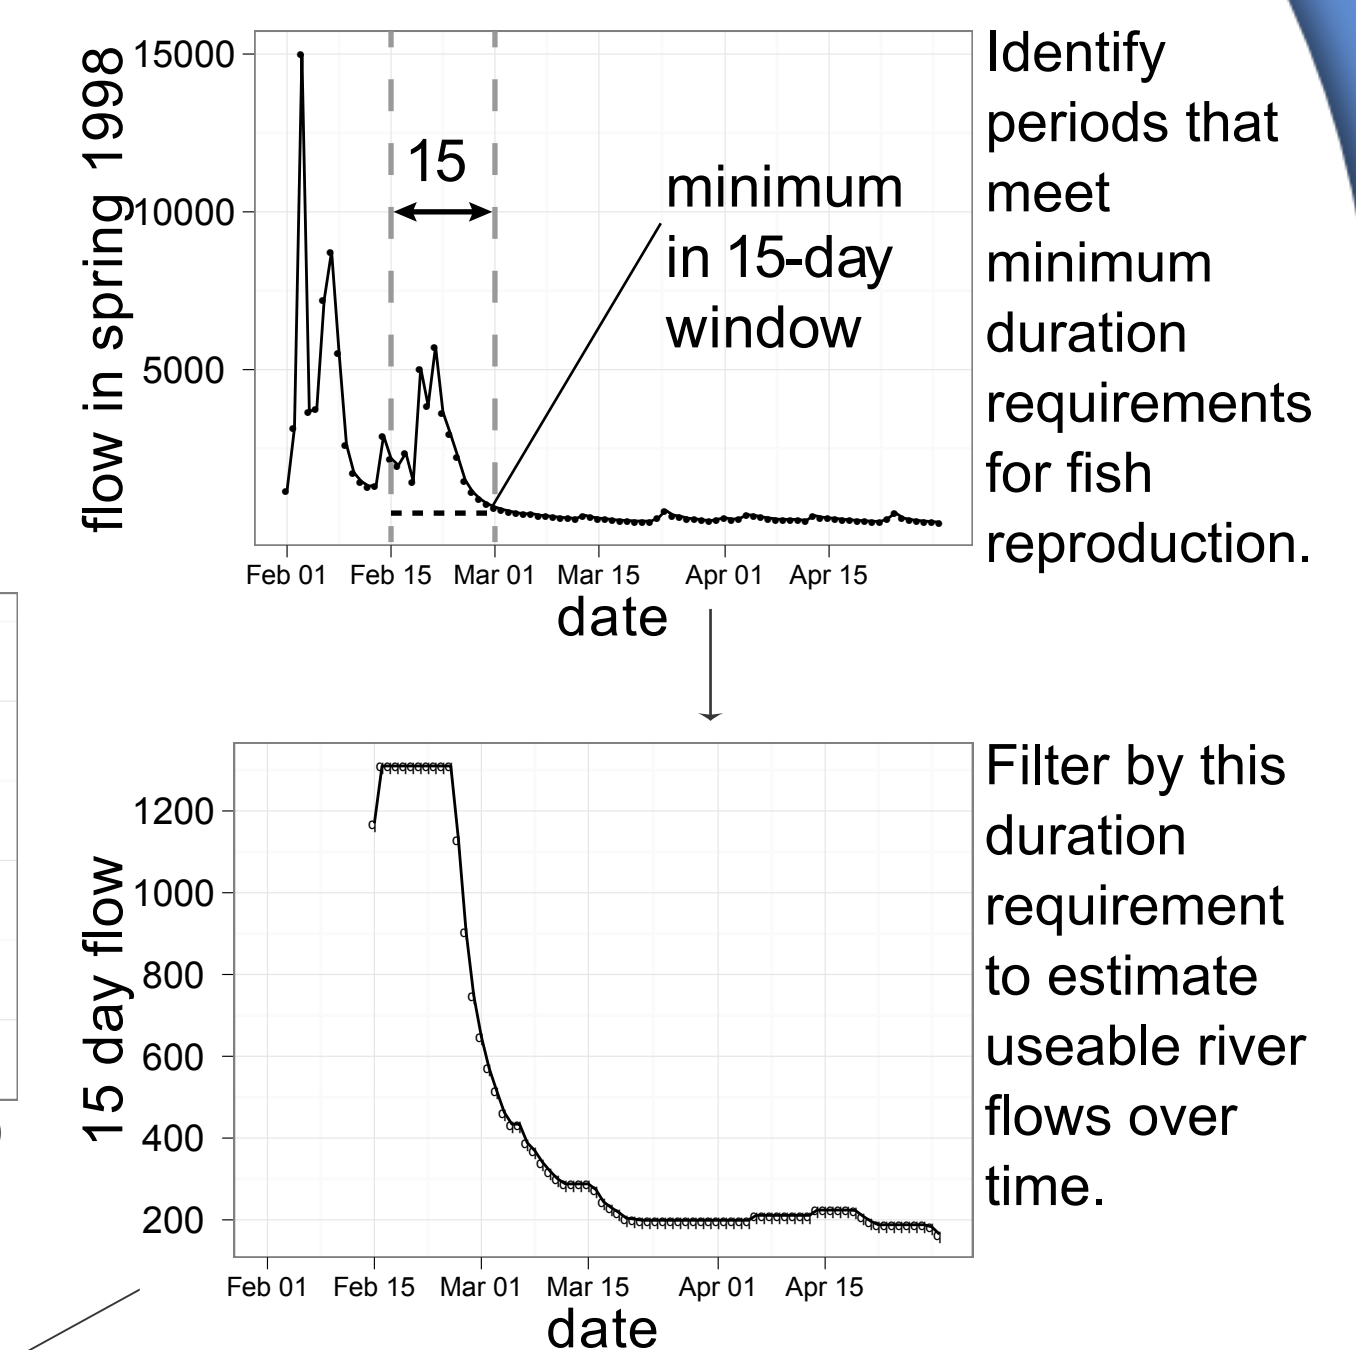 flow in spring 1998
15000
10000
5000
15
minimum
in 15-day
window
Feb 01 Feb 15 Mar 01 Mar 15 Apr 01 Apr 15
date
Identify
periods that
meet
minimum
duration
requirements
for fish
reproduction.
15 day flow
1200
1000
800
600
400
200
Feb 01 Feb 15 Mar 01 Mar 15 Apr 01 Apr 15
date
Filter by this
duration
requirement
to estimate
useable river
flows over
time.